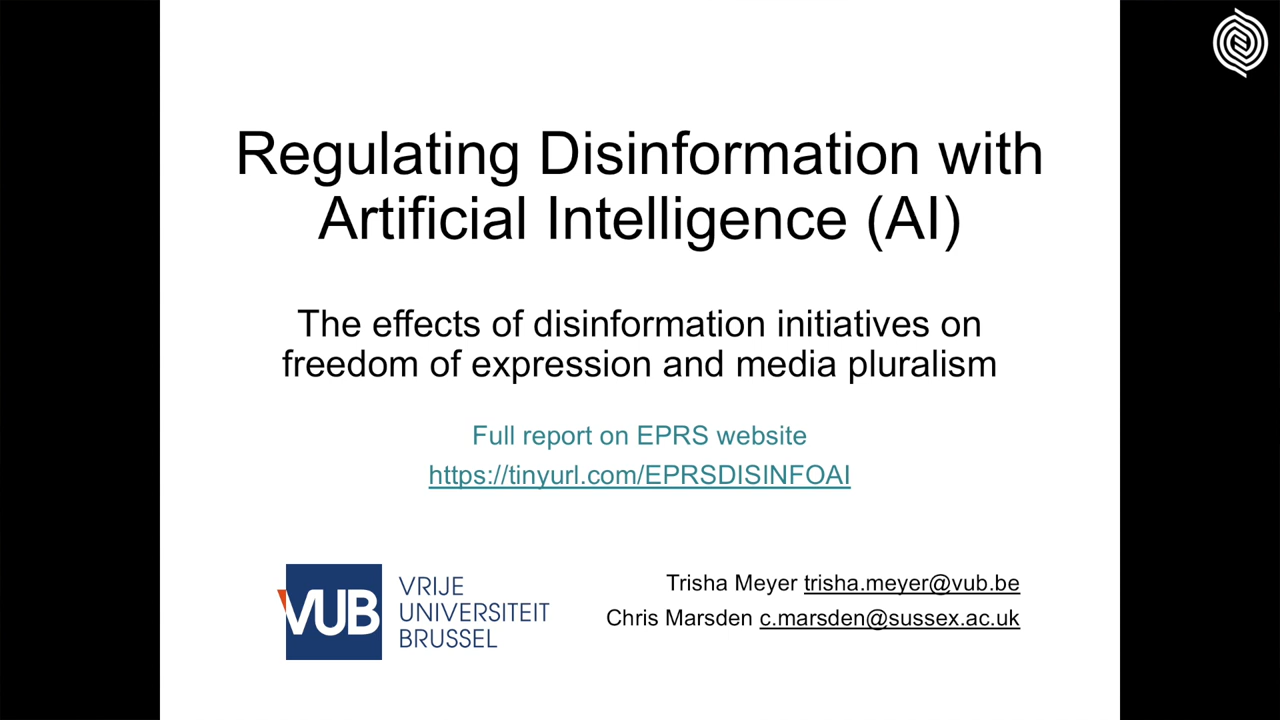 Regulating Disinformation with
Artificial Intelligence (AI)
The effects of disinformation initiatives on
freedom of expression and media pluralism
Full report on EPRS website
https://tinyurl.com/EPRSDISINFOAI
VUB
VRIJE
UNIVERSITEIT
BRUSSEL
Trisha Meyer trisha.meyer@vub.be
Chris Marsden c.marsden@sussex.ac.uk